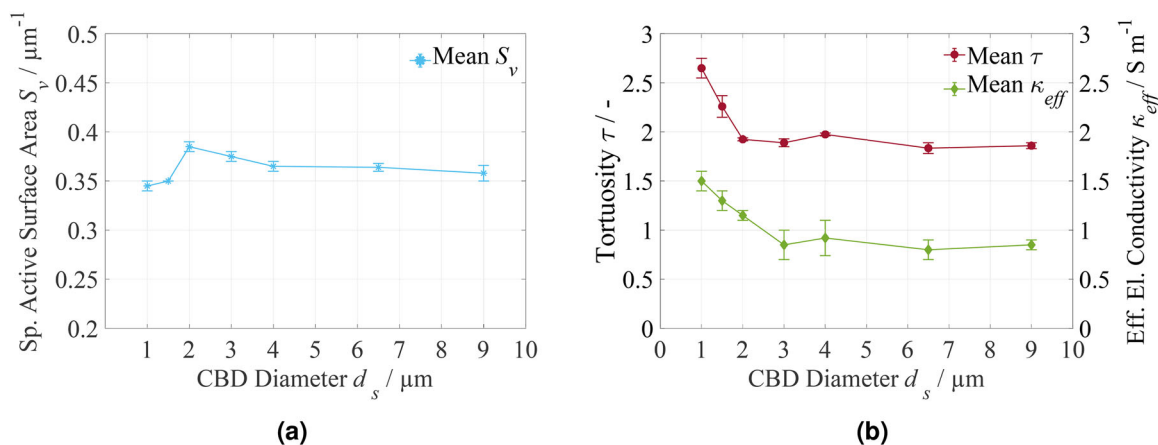 Sp. Active Surface Area S_v / µm⁻¹
0.5
0.45
0.4
0.35
0.3
0.25
0.2
Mean S_v
1 2 3 4 5 6 7 8 9 10
CBD Diameter d_s / µm
(a)
Tortuosity τ / -
3
2.5
2
1.5
1
0.5
0
Mean τ
Mean κ_eff
3
2.5
2
1.5
1
0.5
0
Eff. El. Conductivity κ_eff / S m⁻¹
0 1 2 3 4 5 6 7 8 9 10
CBD Diameter d_s / µm
(b)